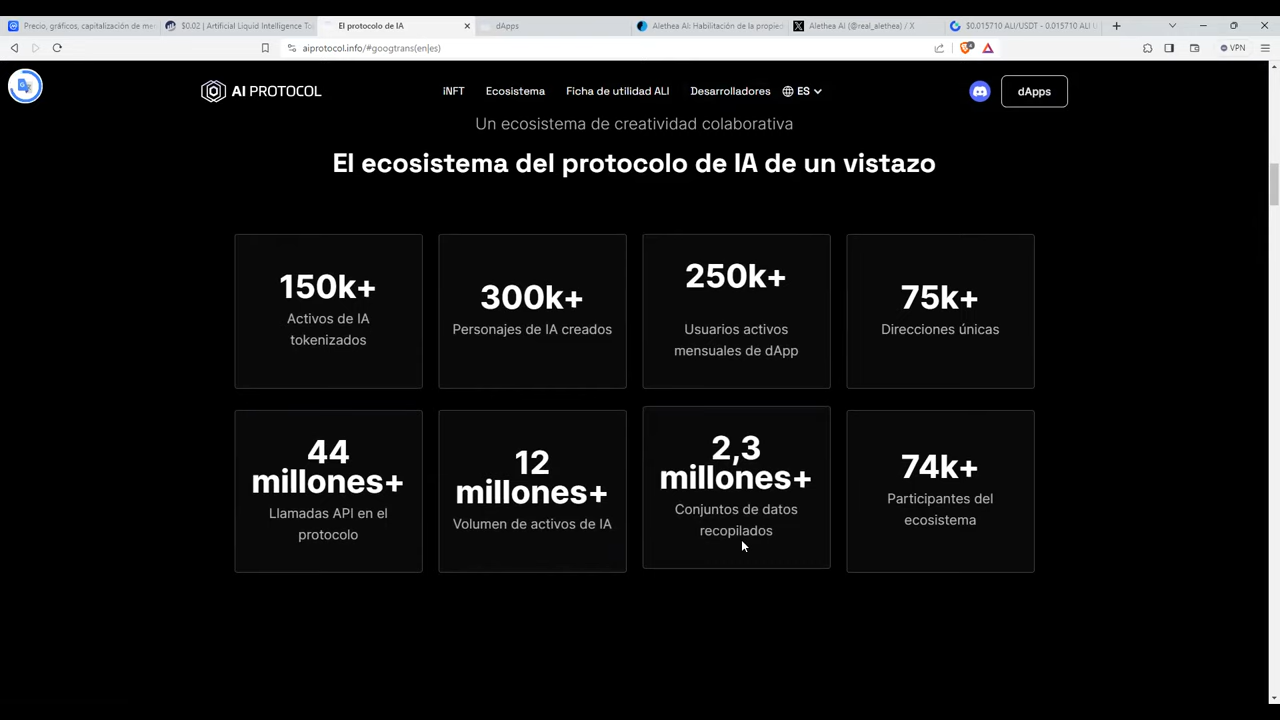 Precio, gráficos, capitalización de mer
$0.02 | Artificial Liquid Intelligence To
El protocolo de IA
dApps
Alethea AI: Habilitación de la propie
Alethea AI (@real_alethea) / X
$0.015710 ALI/USDT - 0.015710 ALI U
aiprotocol.info/#googtrans(en|es)
VPN
AI PROTOCOL
iNFT
Ecosistema
Ficha de utilidad ALI
Desarrolladores
ES
dApps
Un ecosistema de creatividad colaborativa
El ecosistema del protocolo de IA de un vistazo
150k+
Activos de IA
tokenizados
300k+
Personajes de IA creados
250k+
Usuarios activos
mensuales de dApp
75k+
Direcciones únicas
44
millones+
Llamadas API en el
protocolo
12
millones+
Volumen de activos de IA
2,3
millones+
Conjuntos de datos
recopilados
74k+
Participantes del
ecosistema